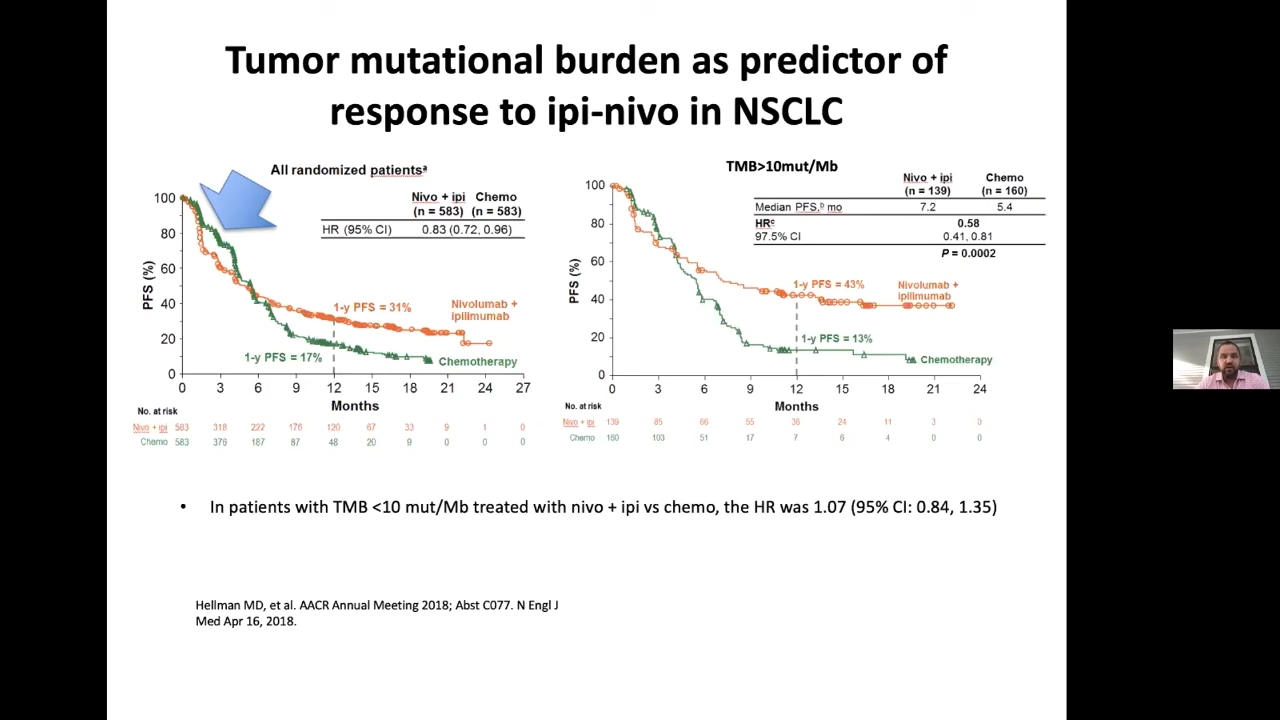 Tumor mutational burden as predictor of
response to ipi-nivo in NSCLC
All randomized patientsᵃ
Nivo + ipi Chemo
(n = 583) (n = 583)
HR (95% CI) 0.83 (0.72, 0.96)
PFS (%)
100
80
60
40
20
0
1-y PFS = 31%
Nivolumab +
ipilimumab
1-y PFS = 17%
Chemotherapy
0 3 6 9 12 15 18 21 24 27
Months
No. at risk
Nivo + ipi 583 318 222 176 120 67 33 9 1 0
Chemo 583 376 187 87 48 20 9 0 0 0
TMB>10mut/Mb
Nivo + ipi Chemo
(n = 139) (n = 160)
Median PFS,ᵇ mo 7.2 5.4
HRᶜ 0.58
97.5% CI 0.41, 0.81
P = 0.0002
PFS (%)
100
80
60
40
20
0
1-y PFS = 43%
Nivolumab +
ipilimumab
1-y PFS = 13%
Chemotherapy
0 3 6 9 12 15 18 21 24
Months
No. at risk
Nivo + ipi 139 85 66 55 36 24 11 3 0
Chemo 160 103 51 17 7 6 4 0 0
• In patients with TMB <10 mut/Mb treated with nivo + ipi vs chemo, the HR was 1.07 (95% CI: 0.84, 1.35)
Hellman MD, et al. AACR Annual Meeting 2018; Abst C077. N Engl J
Med Apr 16, 2018.